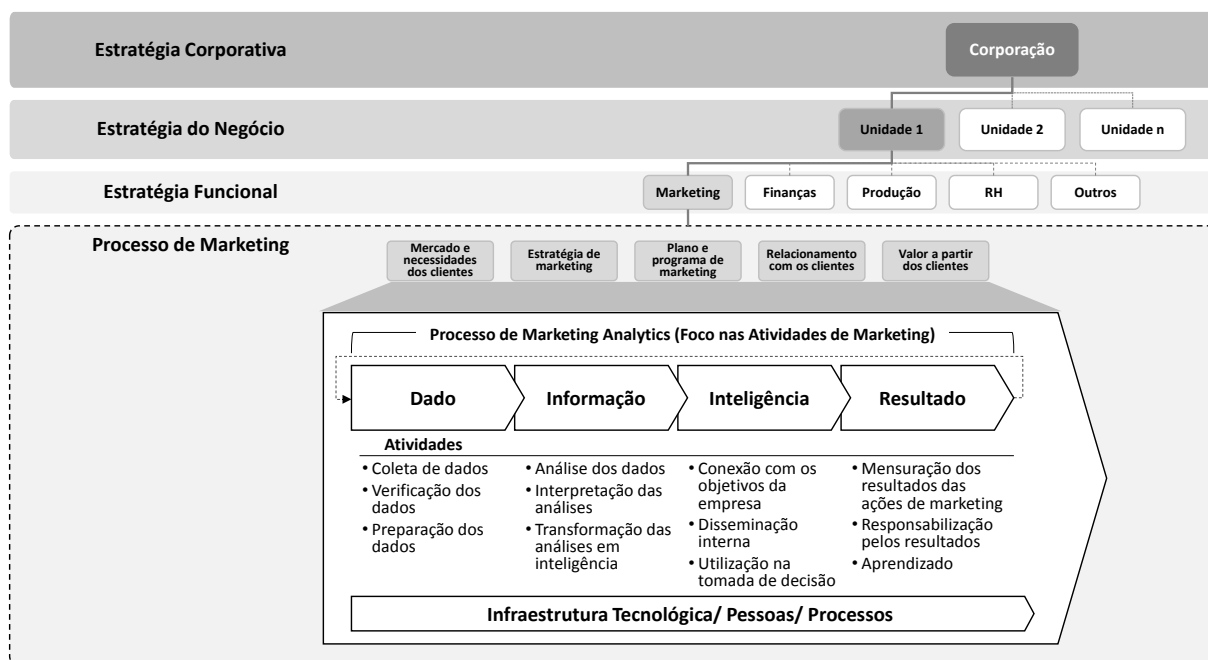 Estratégia Corporativa
Corporação
Estratégia do Negócio
Unidade 1
Unidade 2
Unidade n
Estratégia Funcional
Marketing
Finanças
Produção
RH
Outros
Processo de Marketing
Mercado e
necessidades
dos clientes
Estratégia de
marketing
Plano e
programa de
marketing
Relacionamento
com os clientes
Valor a partir
dos clientes
Processo de Marketing Analytics (Foco nas Atividades de Marketing)
Dado
Informação
Inteligência
Resultado
Atividades
• Coleta de dados
• Verificação dos
dados
• Preparação dos
dados
• Análise dos dados
• Interpretação das
análises
• Transformação das
análises em
inteligência
• Conexão com os
objetivos da
empresa
• Disseminação
interna
• Utilização na
tomada de decisão
• Mensuração dos
resultados das
ações de marketing
• Responsabilização
pelos resultados
• Aprendizado
Infraestrutura Tecnológica/ Pessoas/ Processos